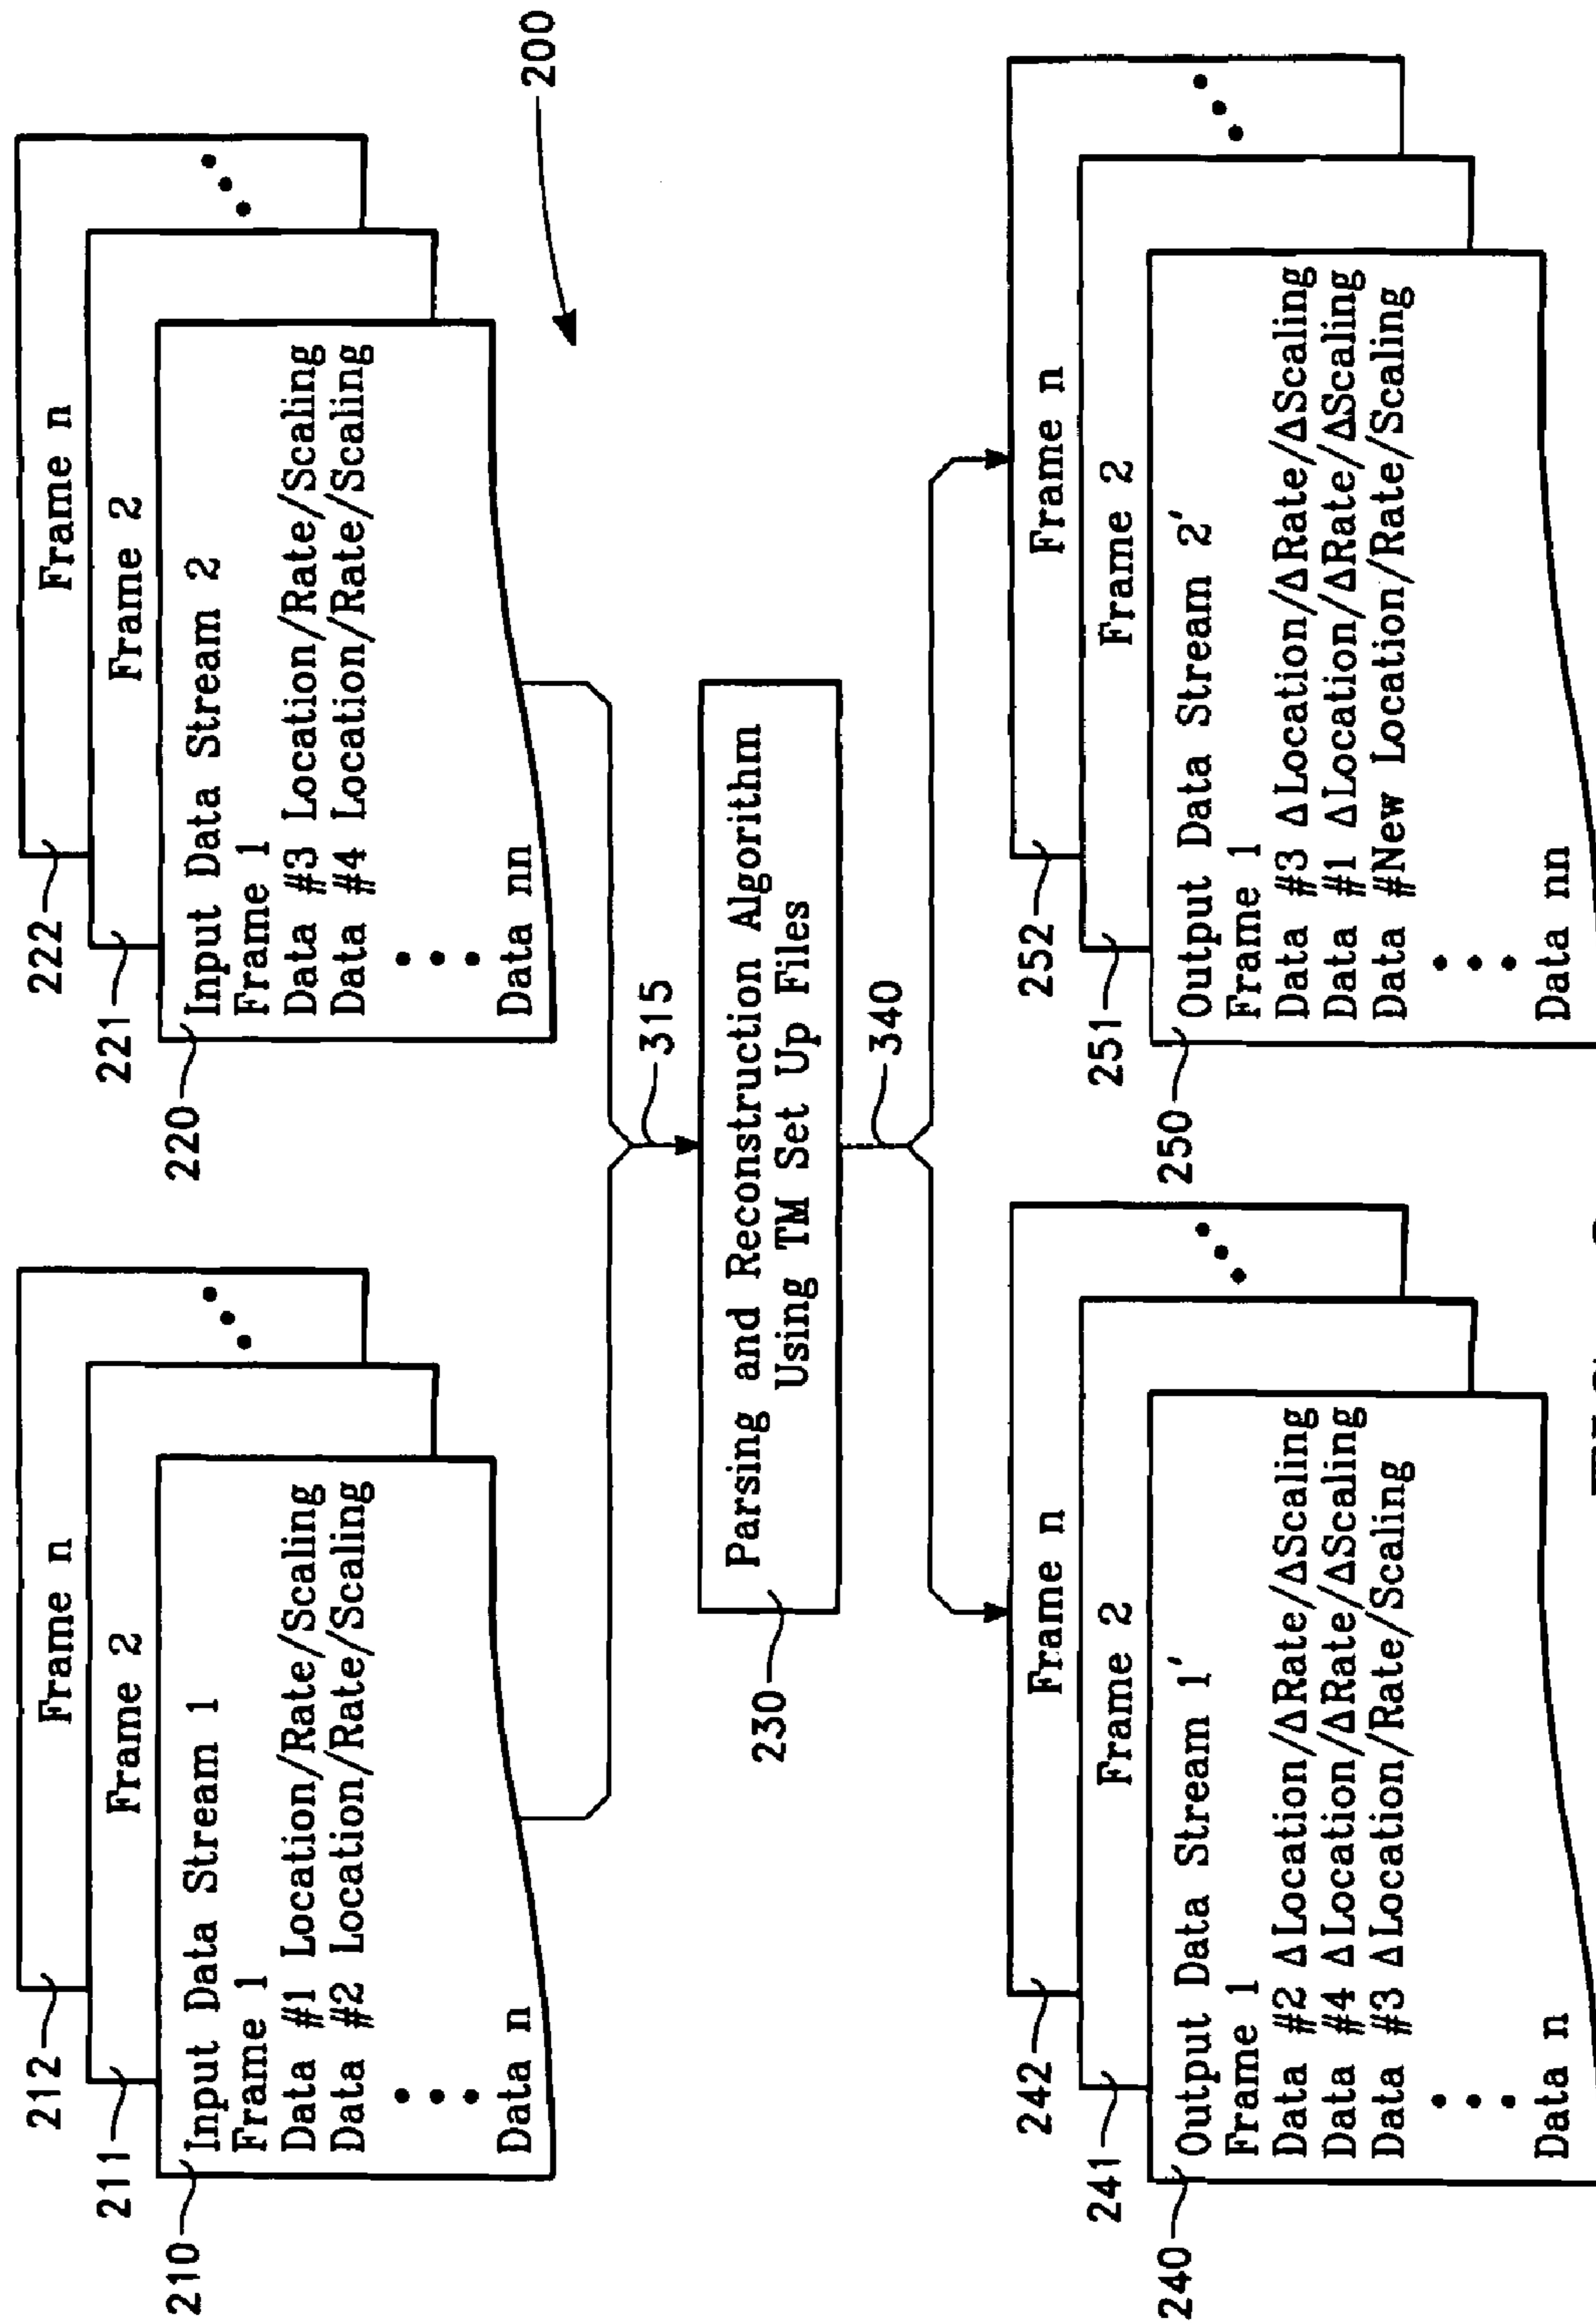 200
212
Frame n
211
Frame 2
210
Input Data Stream 1
Frame 1
Data #1 Location/Rate/Scaling
Data #2 Location/Rate/Scaling
Data n
222
Frame n
221
Frame 2
220
Input Data Stream 2
Frame 1
Data #3 Location/Rate/Scaling
Data #4 Location/Rate/Scaling
Data nn
315
230
Parsing and Reconstruction Algorithm
Using TM Set Up Files
340
242
Frame n
241
Frame 2
240
Output Data Stream 1'
Frame 1
Data #2 ΔLocation/ΔRate/ΔScaling
Data #4 ΔLocation/ΔRate/ΔScaling
Data #3 ΔLocation/Rate/Scaling
Data n
252
Frame n
251
Frame 2
250
Output Data Stream 2'
Frame 1
Data #3 ΔLocation/ΔRate/ΔScaling
Data #1 ΔLocation/ΔRate/ΔScaling
Data #New Location/Rate/Scaling
Data nn